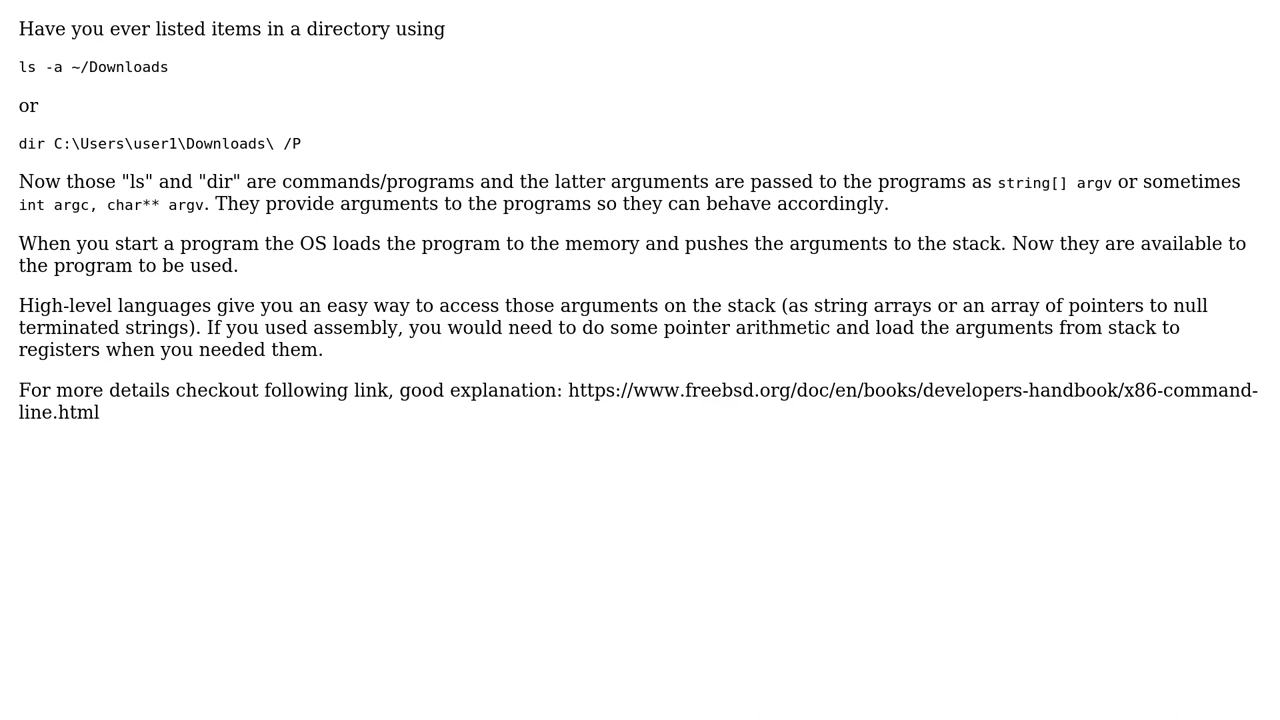 Have you ever listed items in a directory using
ls -a ~/Downloads
or
dir C:\Users\user1\Downloads\ /P
Now those "ls" and "dir" are commands/programs and the latter arguments are passed to the programs as string[] argv or sometimes
int argc, char** argv. They provide arguments to the programs so they can behave accordingly.
When you start a program the OS loads the program to the memory and pushes the arguments to the stack. Now they are available to
the program to be used.
High-level languages give you an easy way to access those arguments on the stack (as string arrays or an array of pointers to null
terminated strings). If you used assembly, you would need to do some pointer arithmetic and load the arguments from stack to
registers when you needed them.
For more details checkout following link, good explanation: https://www.freebsd.org/doc/en/books/developers-handbook/x86-command-
line.html